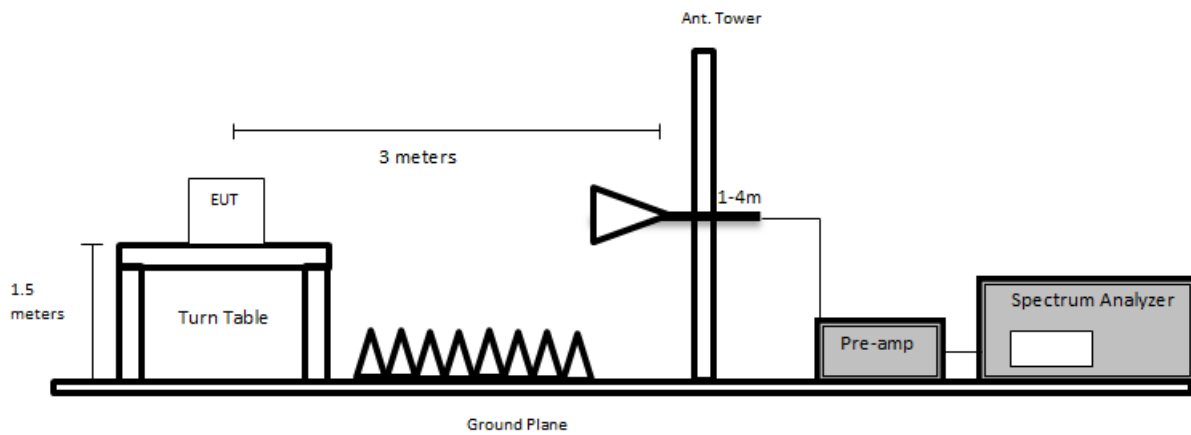 Ant. Tower
3 meters
EUT
1-4m
1.5
meters
Turn Table
Spectrum Analyzer
Pre-amp
Ground Plane